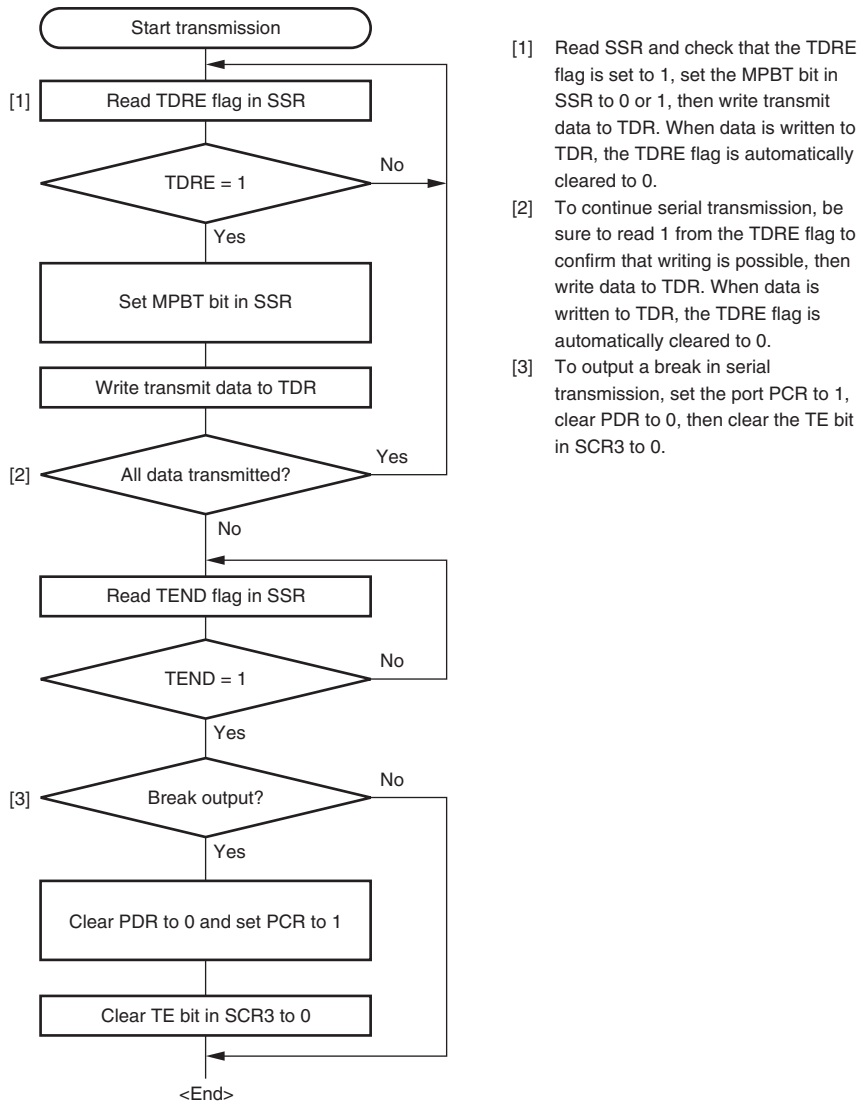 Start transmission
[1]
Read TDRE flag in SSR
TDRE = 1
No
Yes
Set MPBT bit in SSR
Write transmit data to TDR
[2]
All data transmitted?
Yes
No
Read TEND flag in SSR
TEND = 1
No
Yes
[3]
Break output?
No
Yes
Clear PDR to 0 and set PCR to 1
Clear TE bit in SCR3 to 0
<End>
[1] Read SSR and check that the TDRE
flag is set to 1, set the MPBT bit in
SSR to 0 or 1, then write transmit
data to TDR. When data is written to
TDR, the TDRE flag is automatically
cleared to 0.
[2] To continue serial transmission, be
sure to read 1 from the TDRE flag to
confirm that writing is possible, then
write data to TDR. When data is
written to TDR, the TDRE flag is
automatically cleared to 0.
[3] To output a break in serial
transmission, set the port PCR to 1,
clear PDR to 0, then clear the TE bit
in SCR3 to 0.